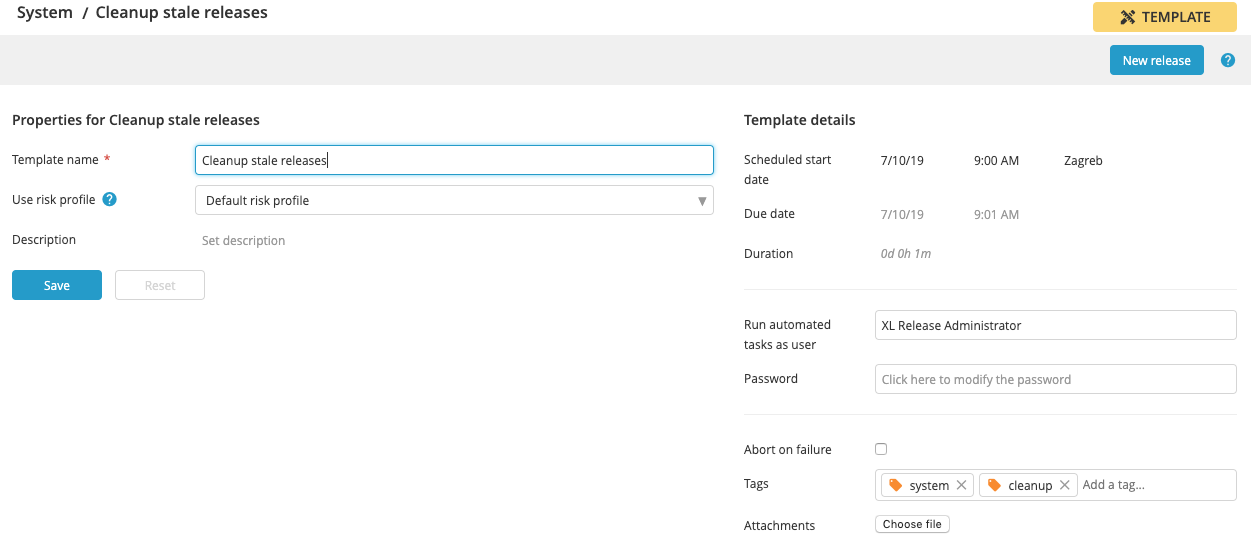 System / Cleanup stale releases
TEMPLATE
New release
?
Properties for Cleanup stale releases
Template name *
Cleanup stale releases
Use risk profile ?
Default risk profile
Description
Set description
Save
Reset
Template details
Scheduled start
date
7/10/19
9:00 AM
Zagreb
Due date
7/10/19
9:01 AM
Duration
0d 0h 1m
Run automated
tasks as user
XL Release Administrator
Password
Click here to modify the password
Abort on failure
Tags
system
cleanup
Add a tag...
Attachments
Choose file